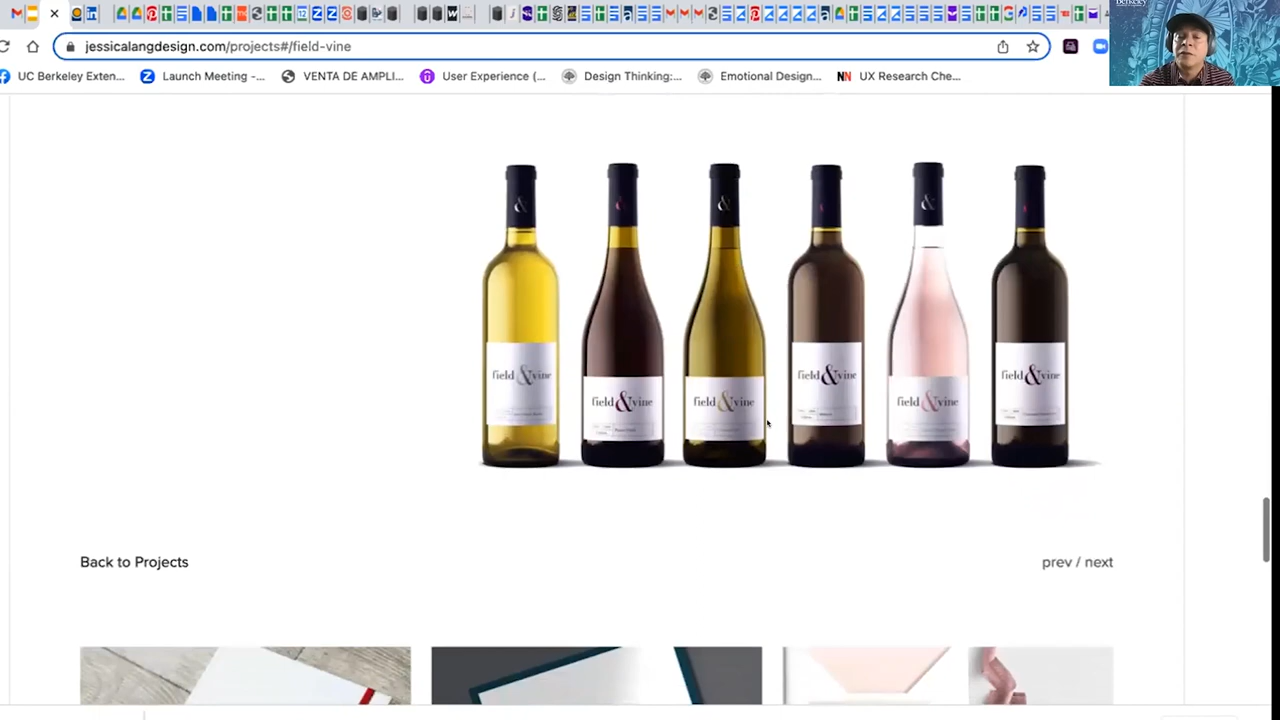 Berkeley
jessicalangdesign.com/projects#/field-vine
UC Berkeley Exten...
Launch Meeting -...
VENTA DE AMPLI...
User Experience (...
Design Thinking:...
Emotional Design...
NN
UX Research Che...
&
&
&
&
&
&
field&vine
field&vine
field&vine
field&vine
field&vine
field&vine
Back to Projects
prev / next